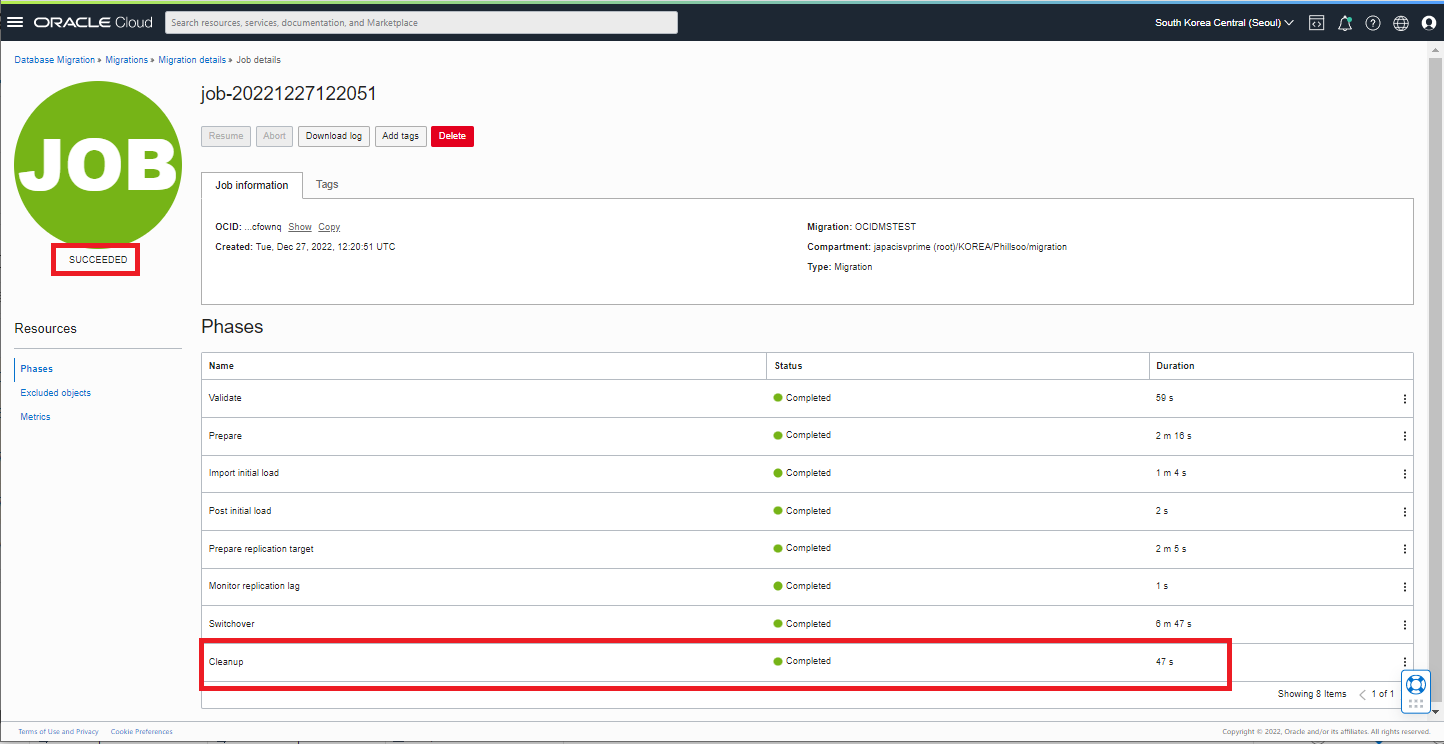 ORACLE Cloud
Search resources, services, documentation, and Marketplace
South Korea Central (Seoul)
Database Migration » Migrations » Migration details » Job details
JOB
SUCCEEDED
job-20221227122051
Resume Abort Download log Add tags Delete
Job information Tags
OCID: ...cfownq Show Copy
Created: Tue, Dec 27, 2022, 12:20:51 UTC
Migration: OCIDMSTEST
Compartment: japacisvprime (root)/KOREA/Phillsoo/migration
Type: Migration
Resources
Phases
Excluded objects
Metrics
Phases
Name Status Duration
Validate Completed 59 s
Prepare Completed 2 m 16 s
Import initial load Completed 1 m 4 s
Post initial load Completed 2 s
Prepare replication target Completed 2 m 5 s
Monitor replication lag Completed 1 s
Switchover Completed 6 m 47 s
Cleanup Completed 47 s
Showing 8 Items 1 of 1
Terms of Use and Privacy Cookie Preferences
Copyright © 2022, Oracle and/or its affiliates. All rights reserved.